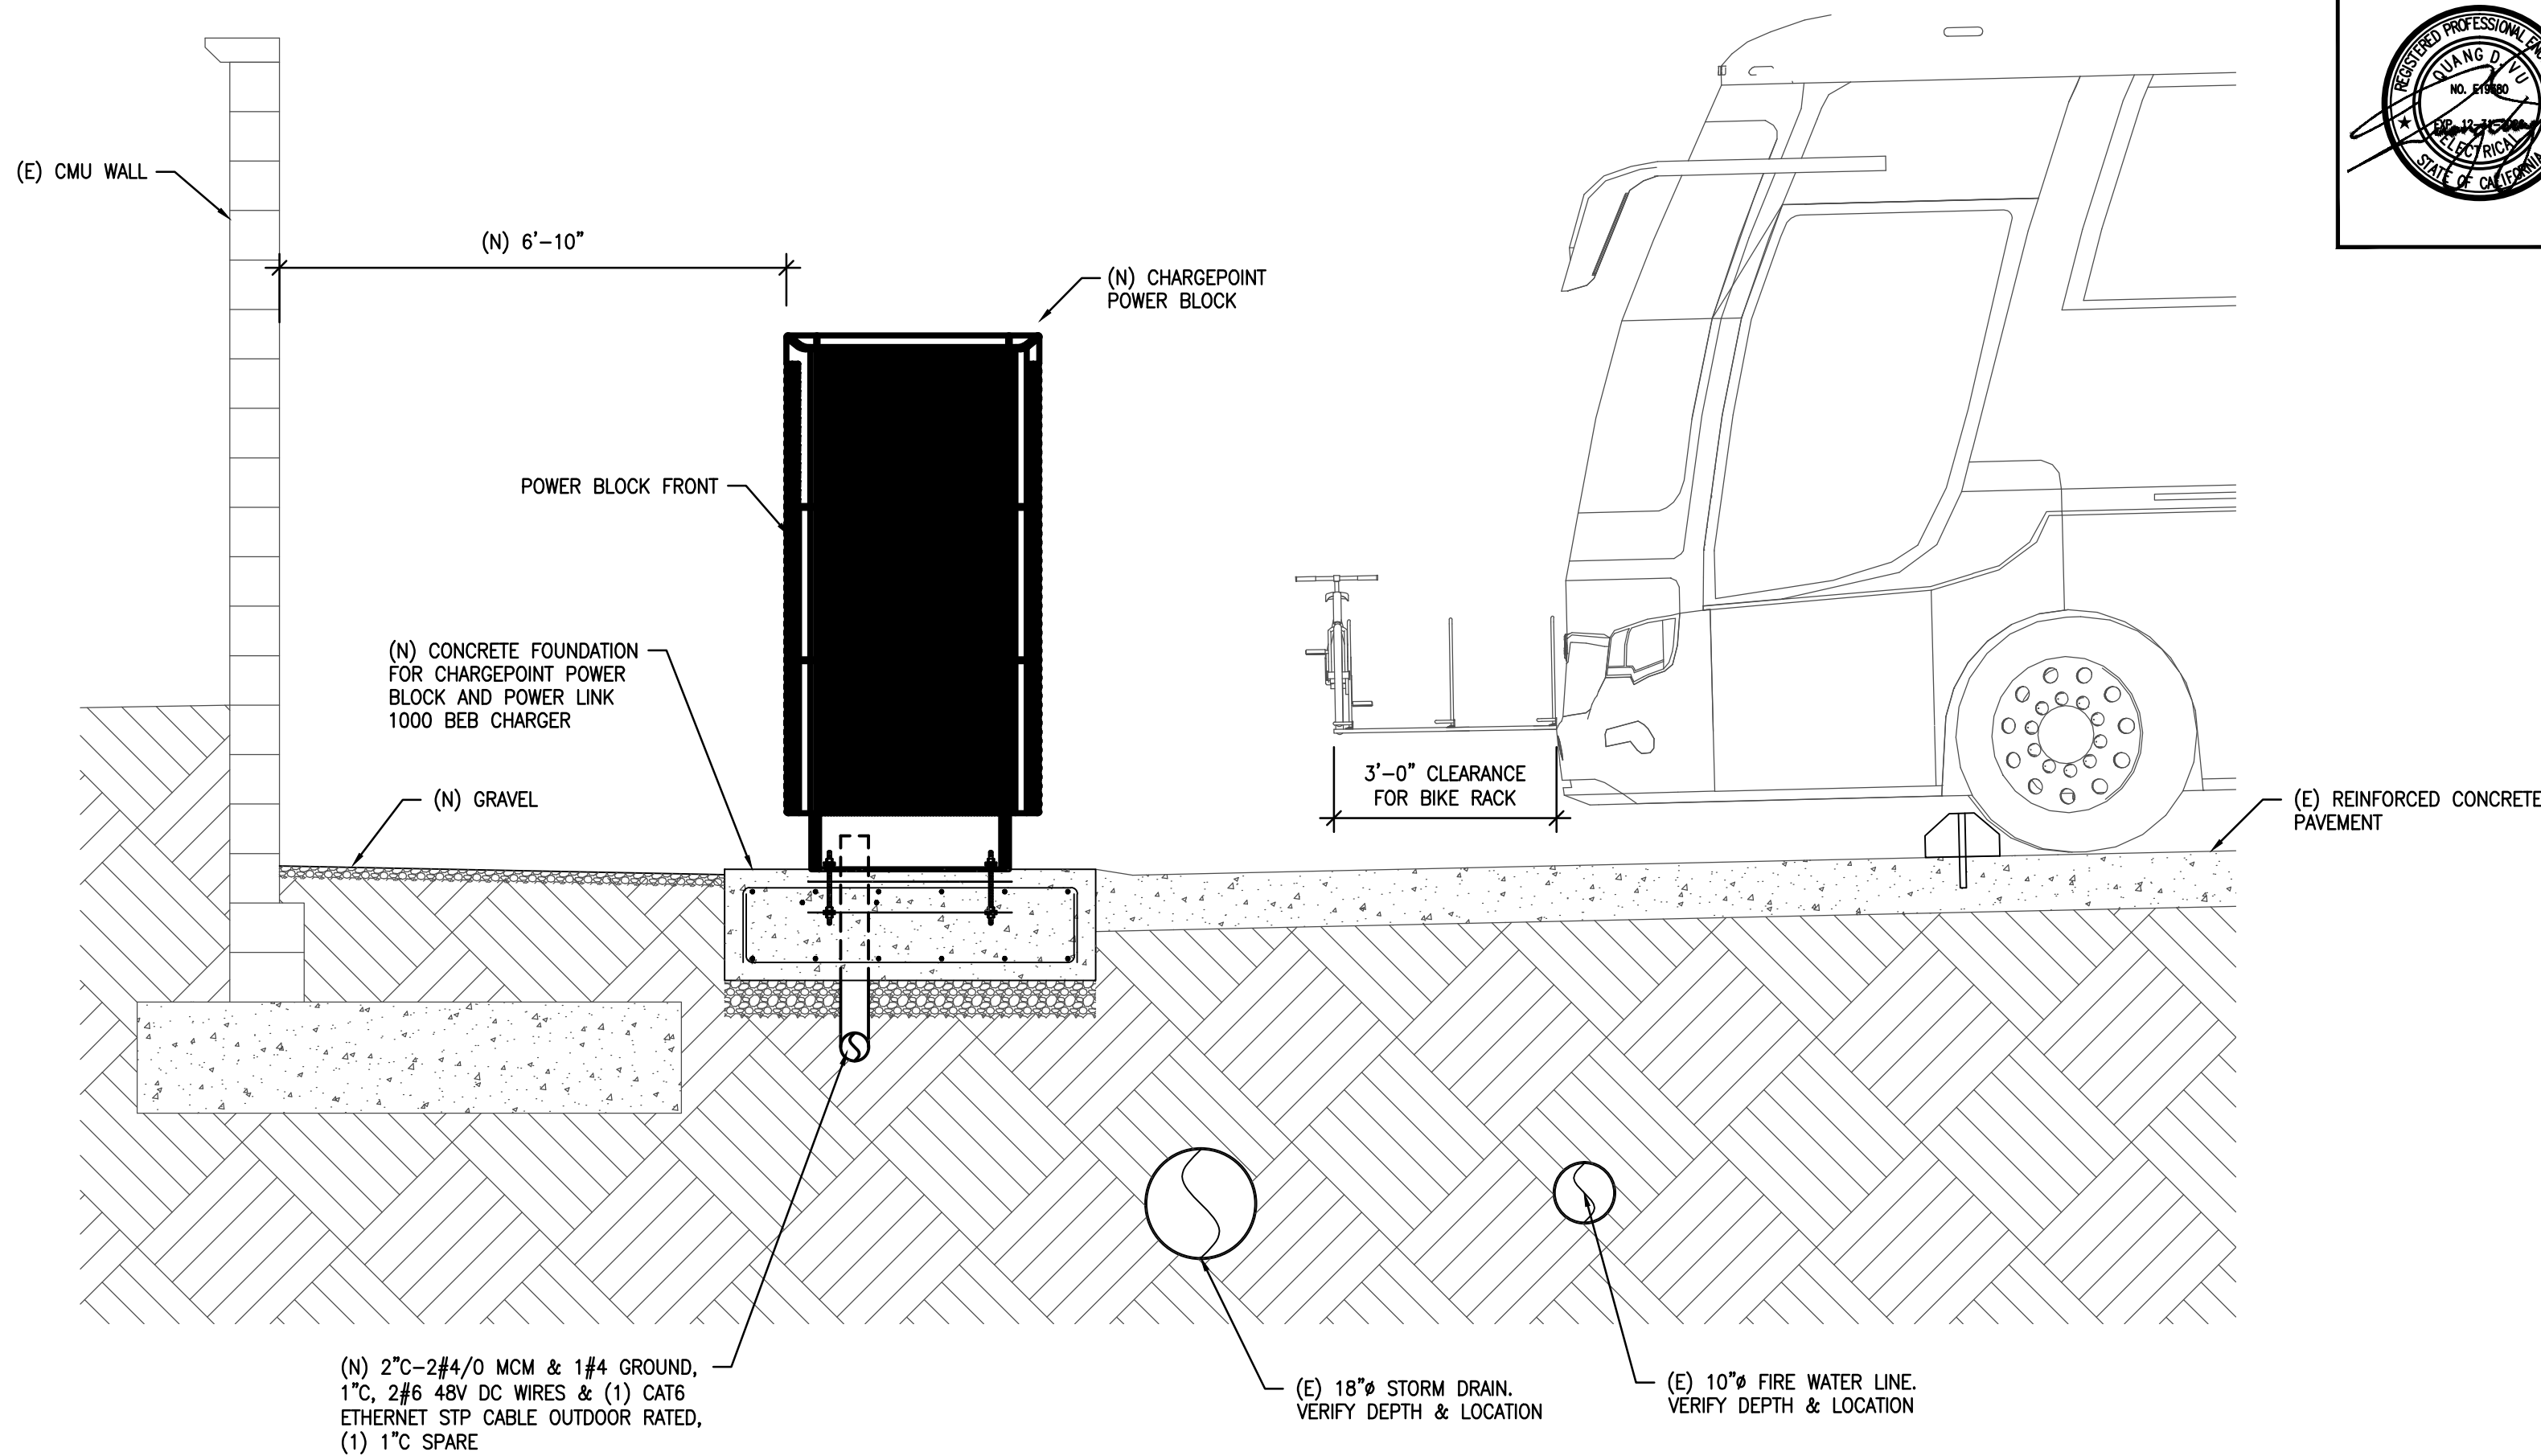 REGISTERED PROFESSIONAL
QUANG D. VU
ELECTRICAL
STATE OF CALIFORNIA
(E) CMU WALL
(N) 6'-10"
(N) CHARGEPOINT
POWER BLOCK
POWER BLOCK FRONT
(N) CONCRETE FOUNDATION
FOR CHARGEPOINT POWER
BLOCK AND POWER LINK
1000 BEB CHARGER
(N) GRAVEL
3'-0" CLEARANCE
FOR BIKE RACK
(E) REINFORCED CONCRETE
PAVEMENT
(N) 2"C-2#4/0 MCM & 1#4 GROUND,
1"C, 2#6 48V DC WIRES & (1) CAT6
ETHERNET STP CABLE OUTDOOR RATED,
(1) 1"C SPARE
(E) 18"ø STORM DRAIN.
VERIFY DEPTH & LOCATION
(E) 10"ø FIRE WATER LINE.
VERIFY DEPTH & LOCATION